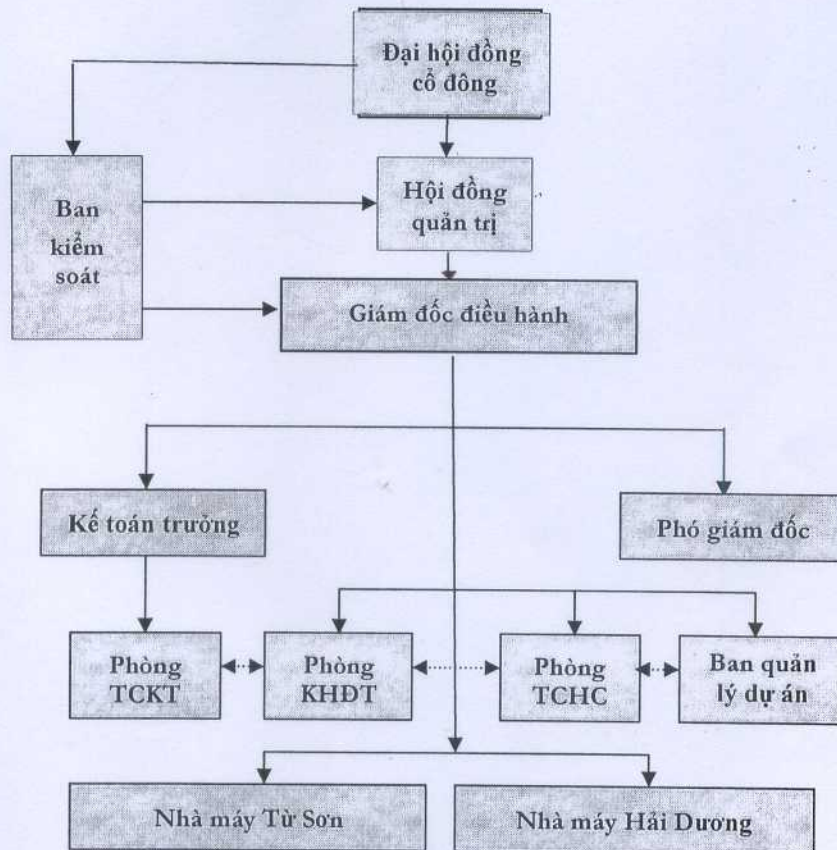 Đại hội đồng
cổ đông
Ban
kiểm
soát
Hội đồng
quản trị
Giám đốc điều hành
Kế toán trưởng
Phó giám đốc
Phòng
TCKT
Phòng
KHĐT
Phòng
TCHC
Ban quản
lý dự án
Nhà máy Từ Sơn
Nhà máy Hải Dương